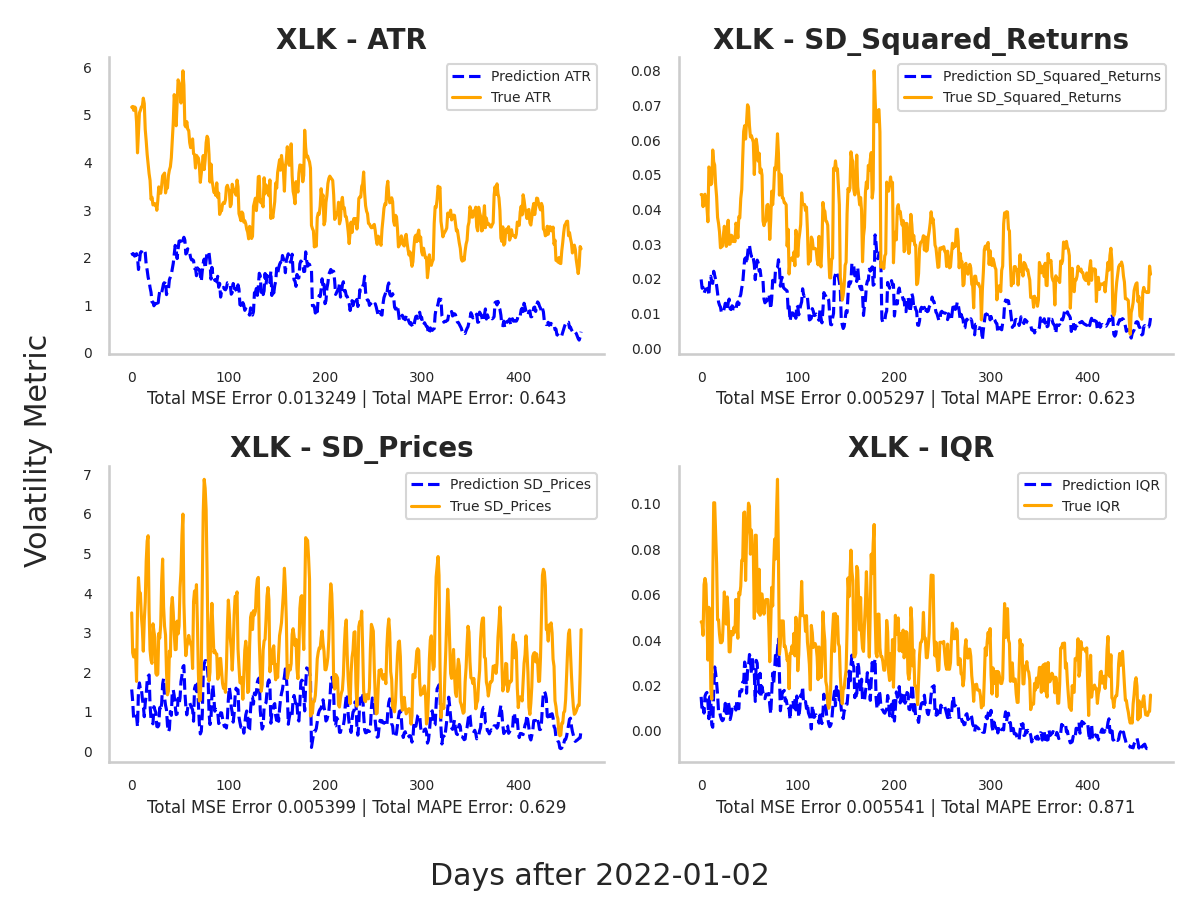 Volatility Metric
XLK - ATR
Prediction ATR
True ATR
6
5
4
3
2
1
0
0 100 200 300 400
Total MSE Error 0.013249 | Total MAPE Error: 0.643
XLK - SD_Squared_Returns
Prediction SD_Squared_Returns
True SD_Squared_Returns
0.08
0.07
0.06
0.05
0.04
0.03
0.02
0.01
0.00
0 100 200 300 400
Total MSE Error 0.005297 | Total MAPE Error: 0.623
XLK - SD_Prices
Prediction SD_Prices
True SD_Prices
7
6
5
4
3
2
1
0
0 100 200 300 400
Total MSE Error 0.005399 | Total MAPE Error: 0.629
XLK - IQR
Prediction IQR
True IQR
0.10
0.08
0.06
0.04
0.02
0.00
0 100 200 300 400
Total MSE Error 0.005541 | Total MAPE Error: 0.871
Days after 2022-01-02